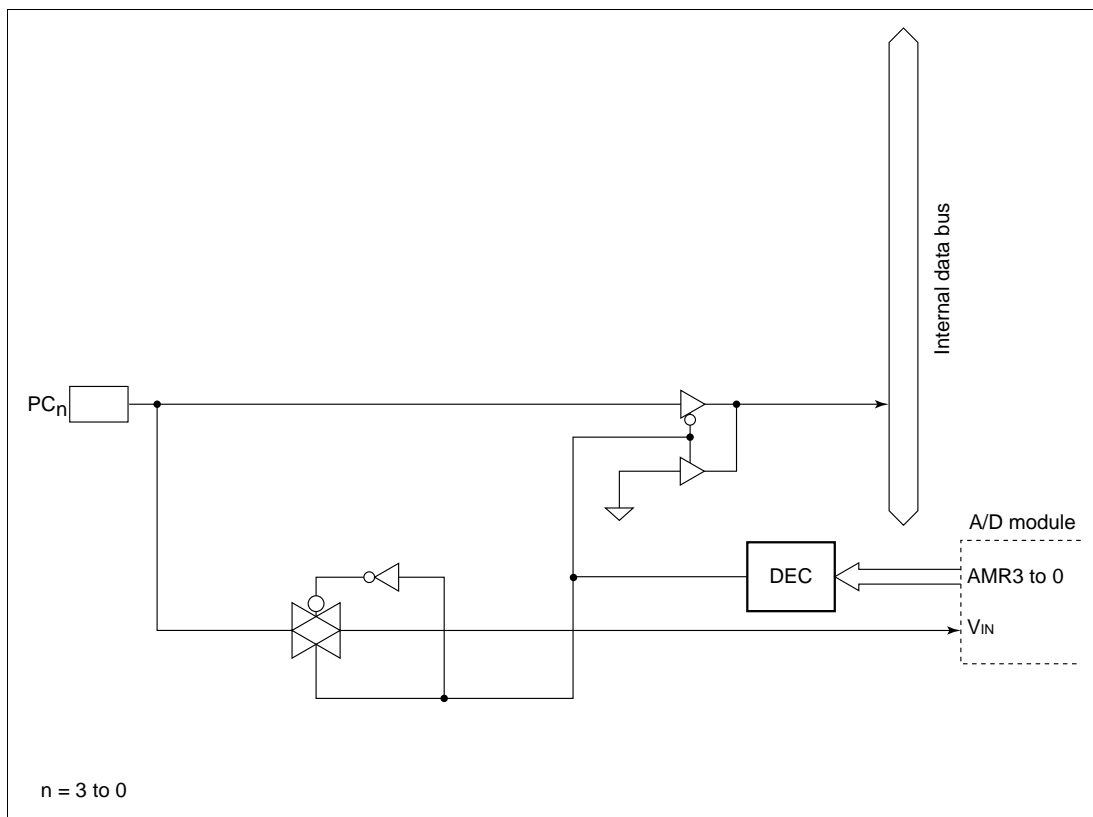 Internal data bus
PCn
A/D module
DEC
AMR3 to 0
VIN
n = 3 to 0